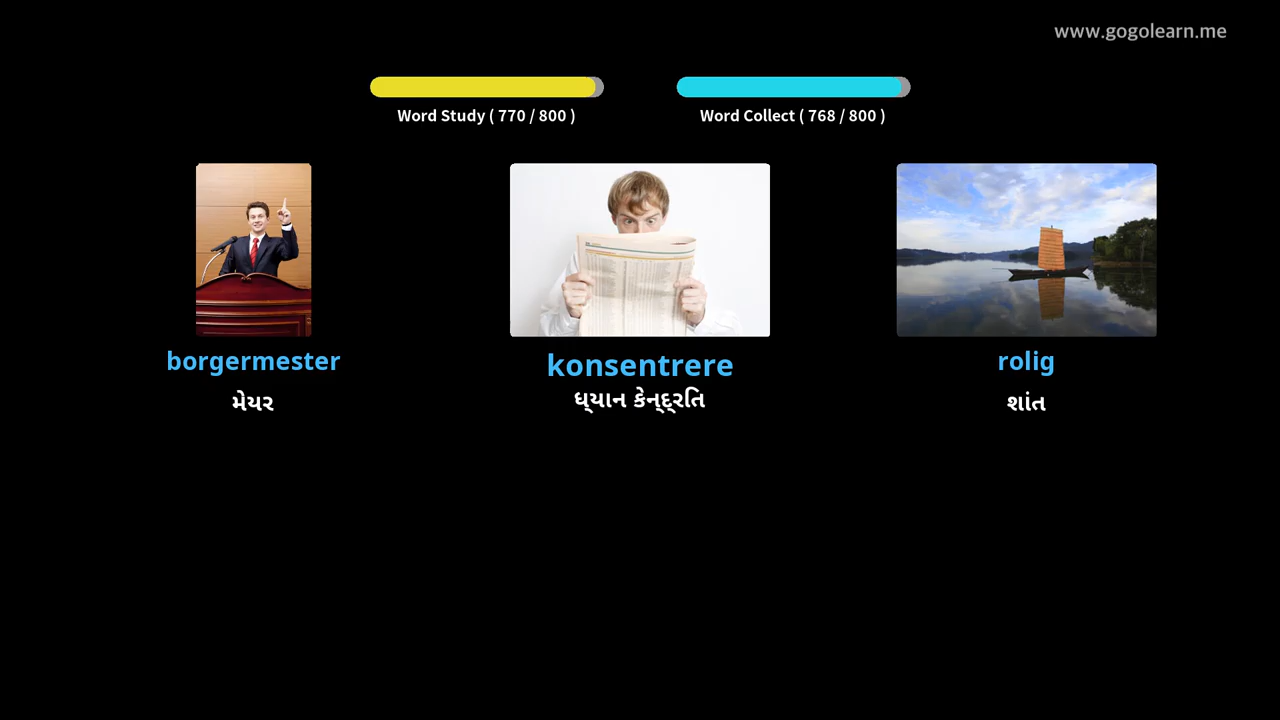 www.gogolearn.me
Word Study ( 770 / 800 )
Word Collect ( 768 / 800 )
borgermester
konsentrere
rolig
મેયર
ધ્યાન કેન્દ્રતિ
શાંત